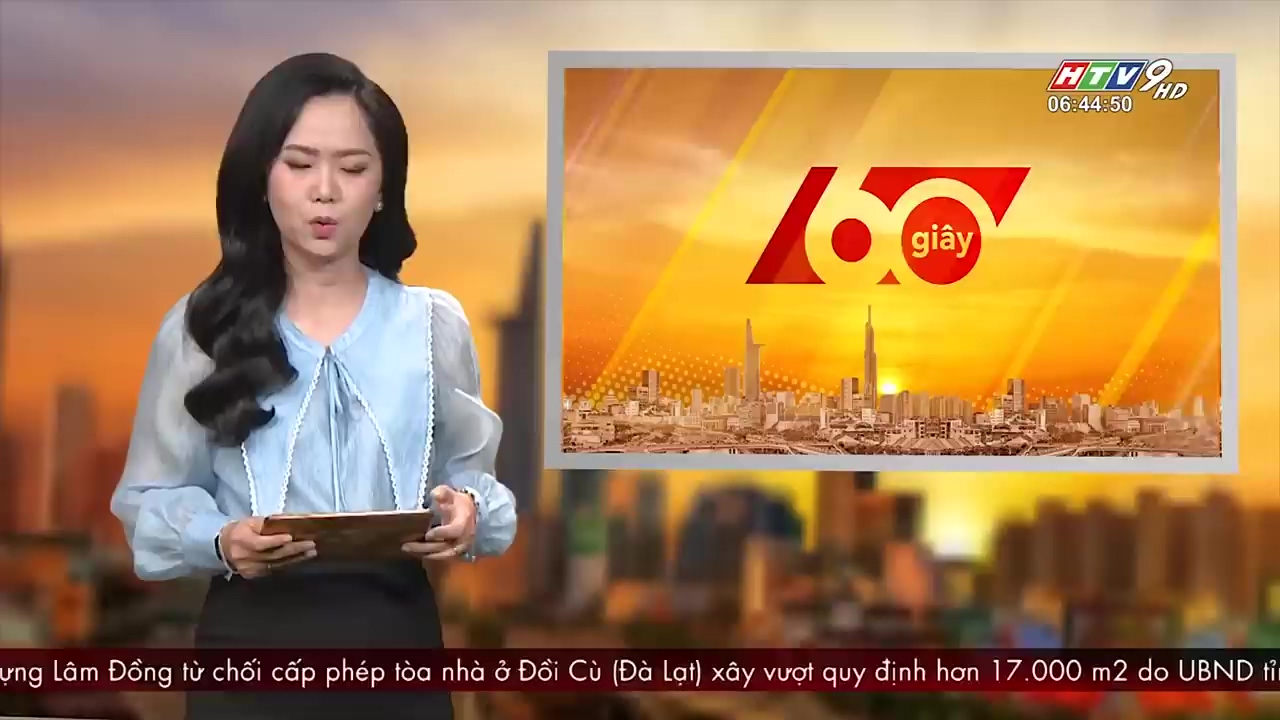 HTV9
HD
06:44:50
60
giây
ựng Lâm Đồng từ chối cấp phép tòa nhà ở Đồi Cù (Đà Lạt) xây vượt quy định hơn 17.000 m2 do UBND tỉn